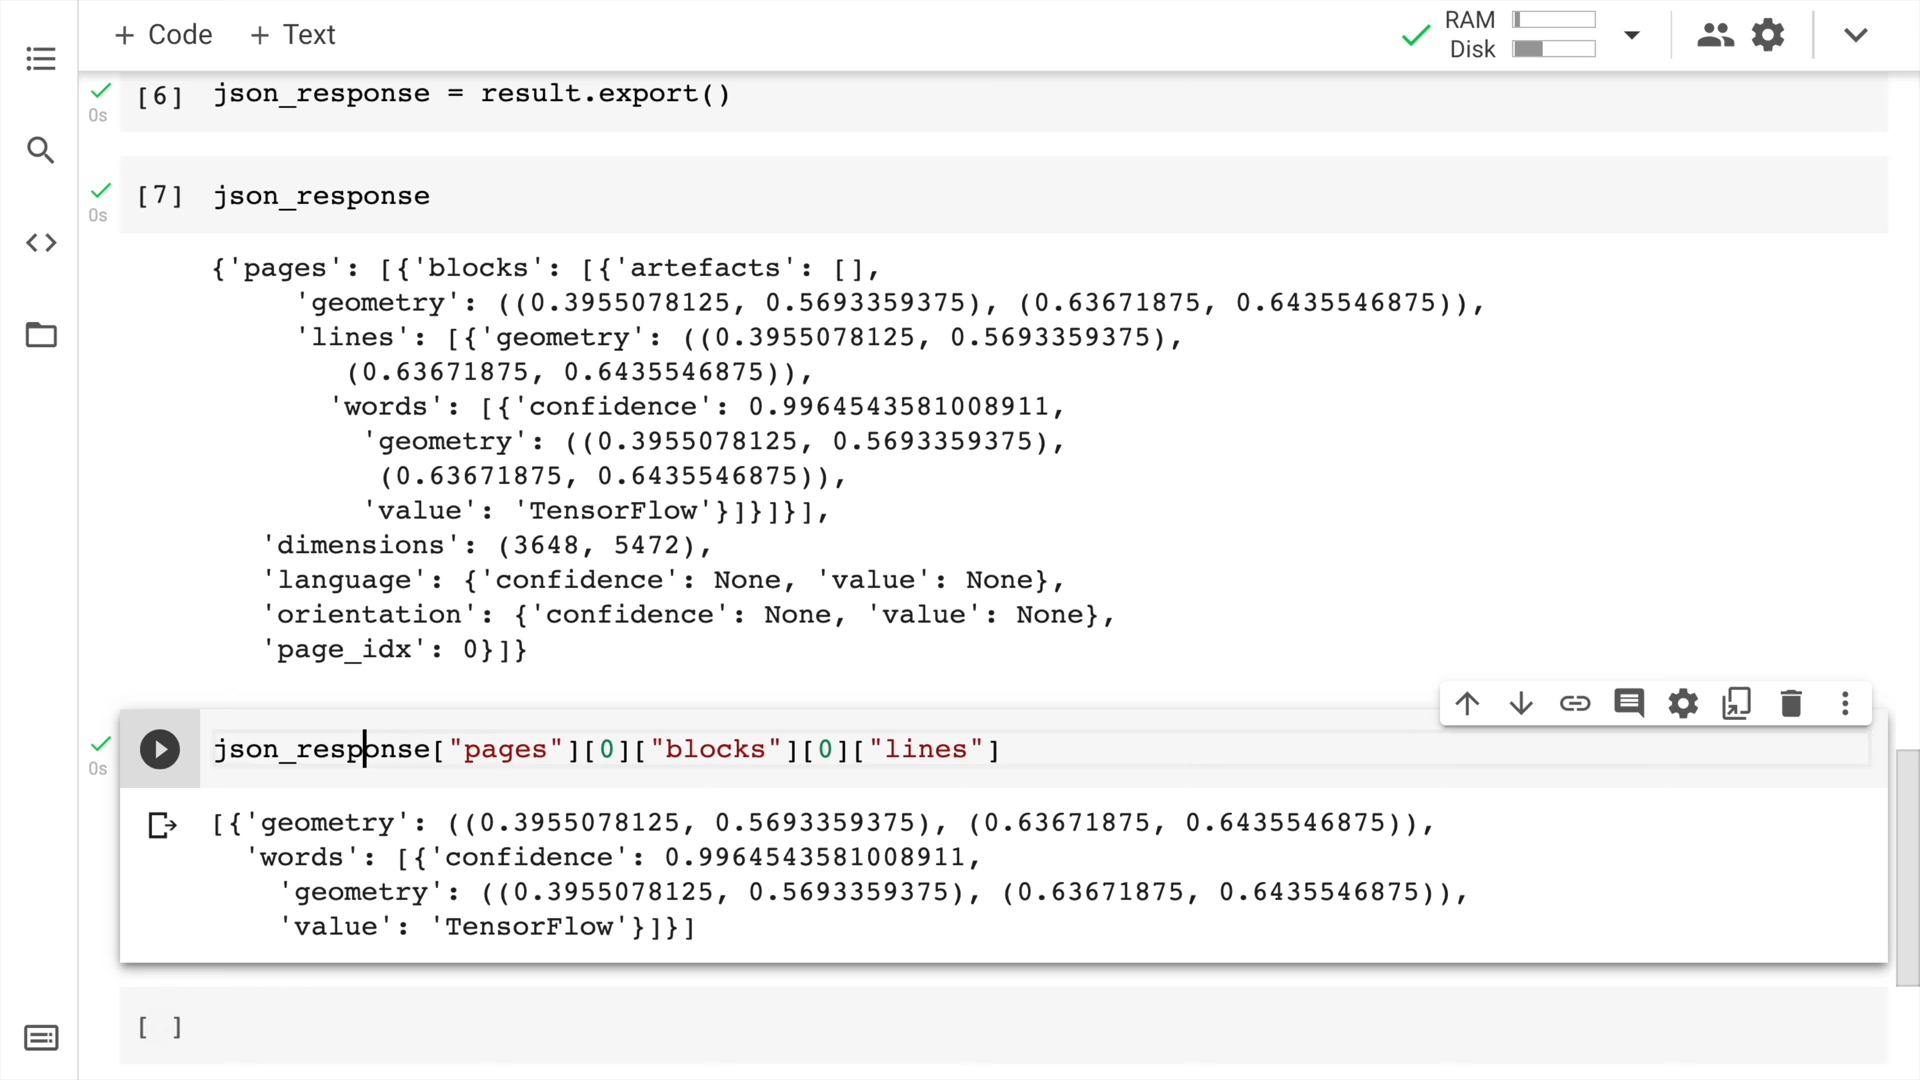 + Code + Text
RAM
Disk
[6] json_response = result.export()
0s
[7] json_response
0s
{'pages': [{'blocks': [{'artefacts': [],
'geometry': ((0.3955078125, 0.5693359375), (0.63671875, 0.6435546875)),
'lines': [{'geometry': ((0.3955078125, 0.5693359375),
(0.63671875, 0.6435546875)),
'words': [{'confidence': 0.9964543581008911,
'geometry': ((0.3955078125, 0.5693359375),
(0.63671875, 0.6435546875)),
'value': 'TensorFlow'}]}]}],
'dimensions': (3648, 5472),
'language': {'confidence': None, 'value': None},
'orientation': {'confidence': None, 'value': None},
'page_idx': 0}]}
json_response["pages"][0]["blocks"][0]["lines"]
0s
[{'geometry': ((0.3955078125, 0.5693359375), (0.63671875, 0.6435546875)),
'words': [{'confidence': 0.9964543581008911,
'geometry': ((0.3955078125, 0.5693359375), (0.63671875, 0.6435546875)),
'value': 'TensorFlow'}]}]
[ ]